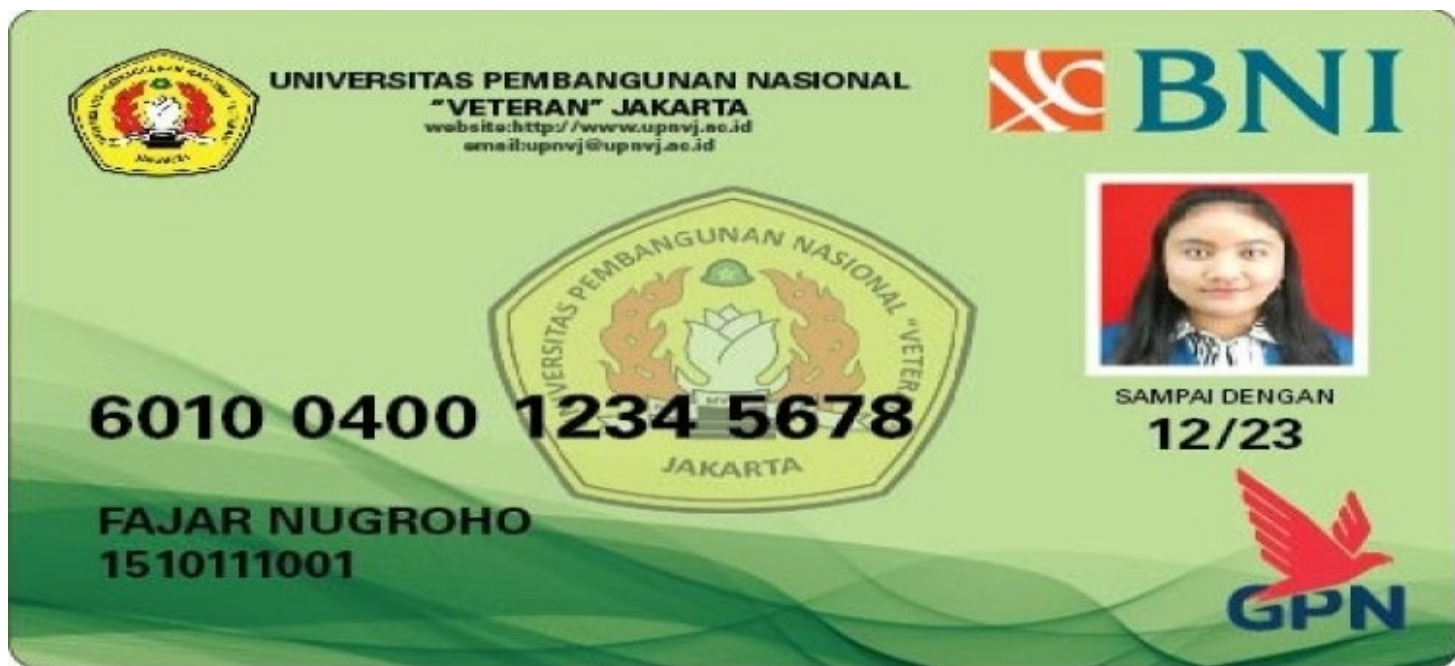 UNIVERSITAS PEMBANGUNAN NASIONAL
"VETERAN" JAKARTA
website:http://www.upnvj.ac.id
email:upnvj@upnvj.ac.id
BNI
UNIVERSITAS PEMBANGUNAN NASIONAL "VETERAN" JAKARTA
SAMPAI DENGAN
12/23
6010 0400 1234 5678
FAJAR NUGROHO
1510111001
GPN